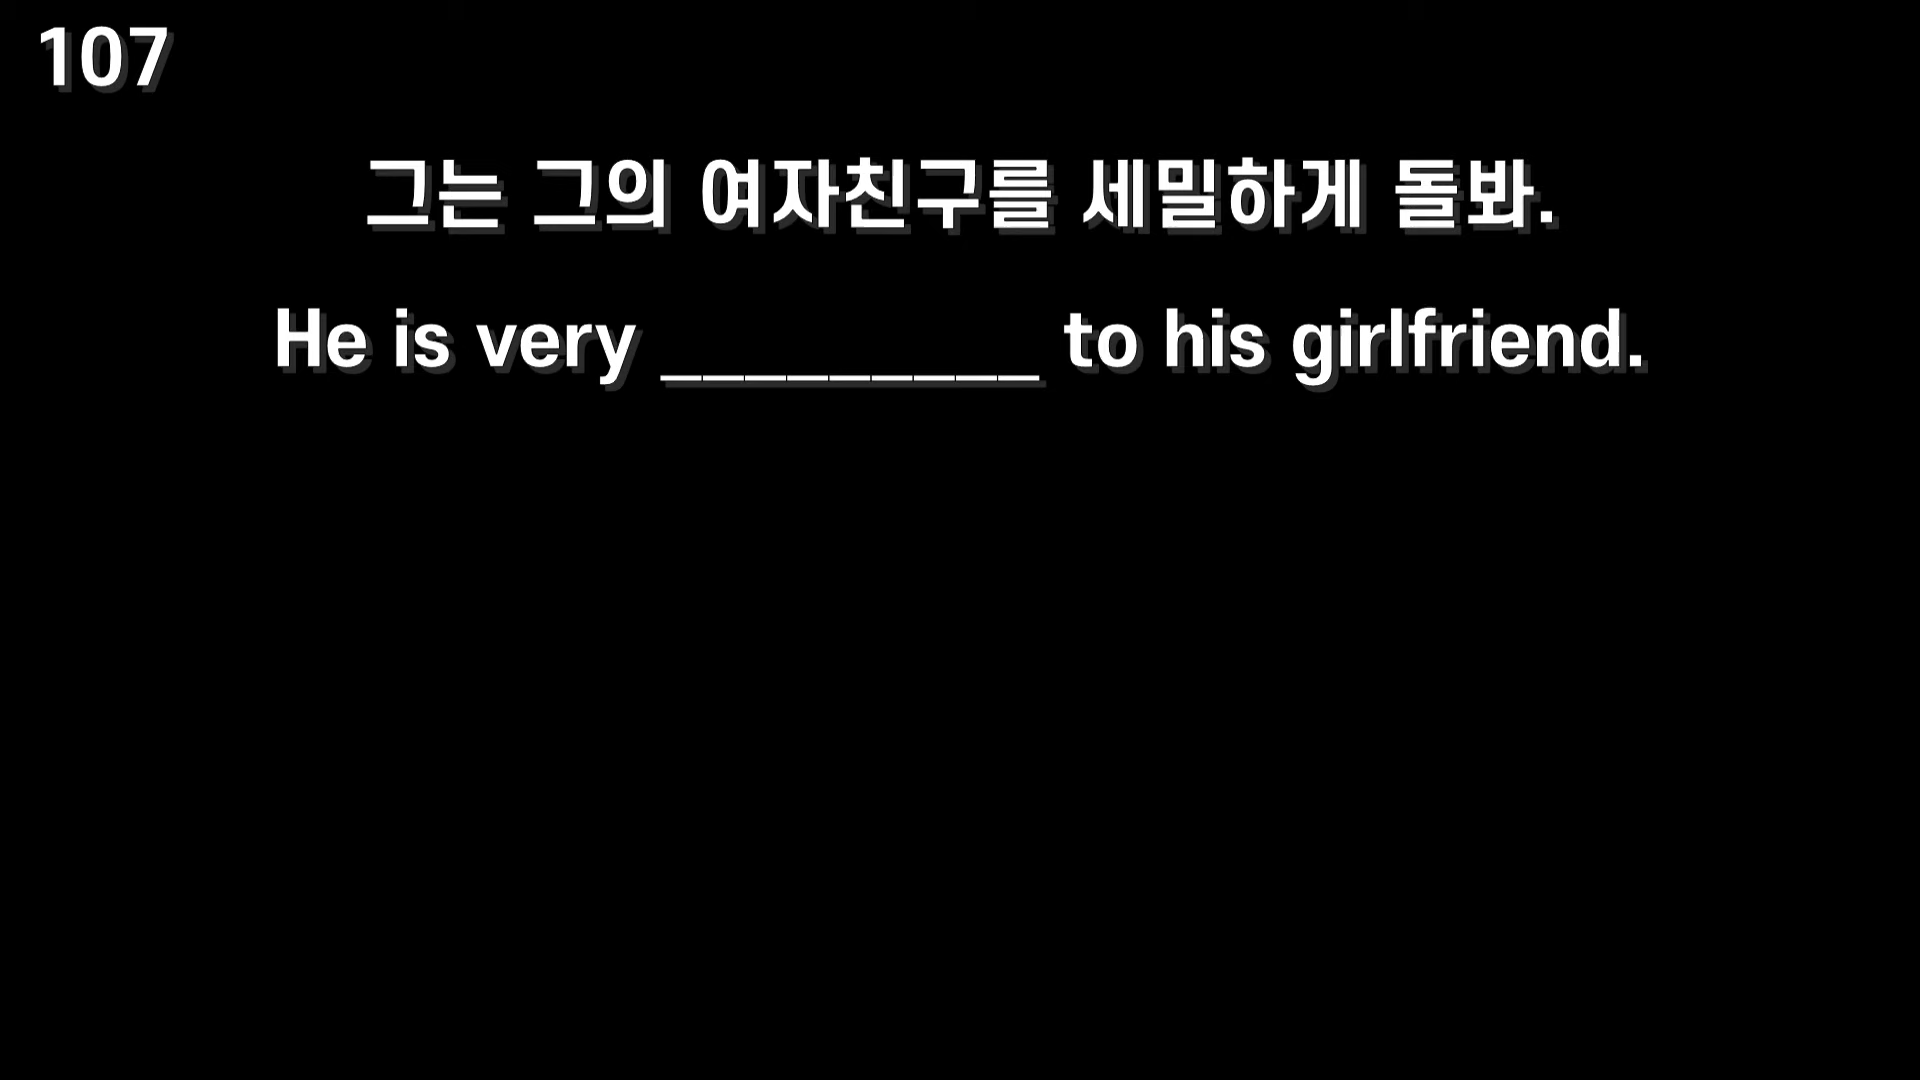 107
그는 그의 여자친구를 세밀하게 돌봐.
He is very _________ to his girlfriend.